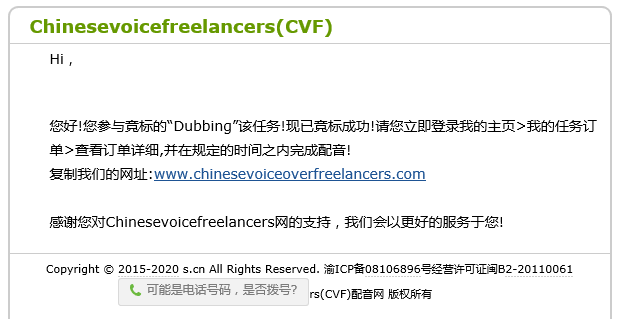 Chinesevoicefreelancers(CVF)
Hi ,
您好!您参与竟标的“Dubbing”该任务!现已竟标成功!请您立即登录我的主页>我的任务订
单>查看订单详细,并在规定的时间之内完成配音!
复制我们的网址:www.chinesevoiceoverfreelancers.com
感谢您对Chinesevoicefreelancers网的支持，我们会以更好的服务于您!
Copyright © 2015-2020 s.cn All Rights Reserved. 渝ICP备08106896号经营许可证闽B2-20110061
可能是电话号码，是否拨号? ers(CVF)配音网 版权所有